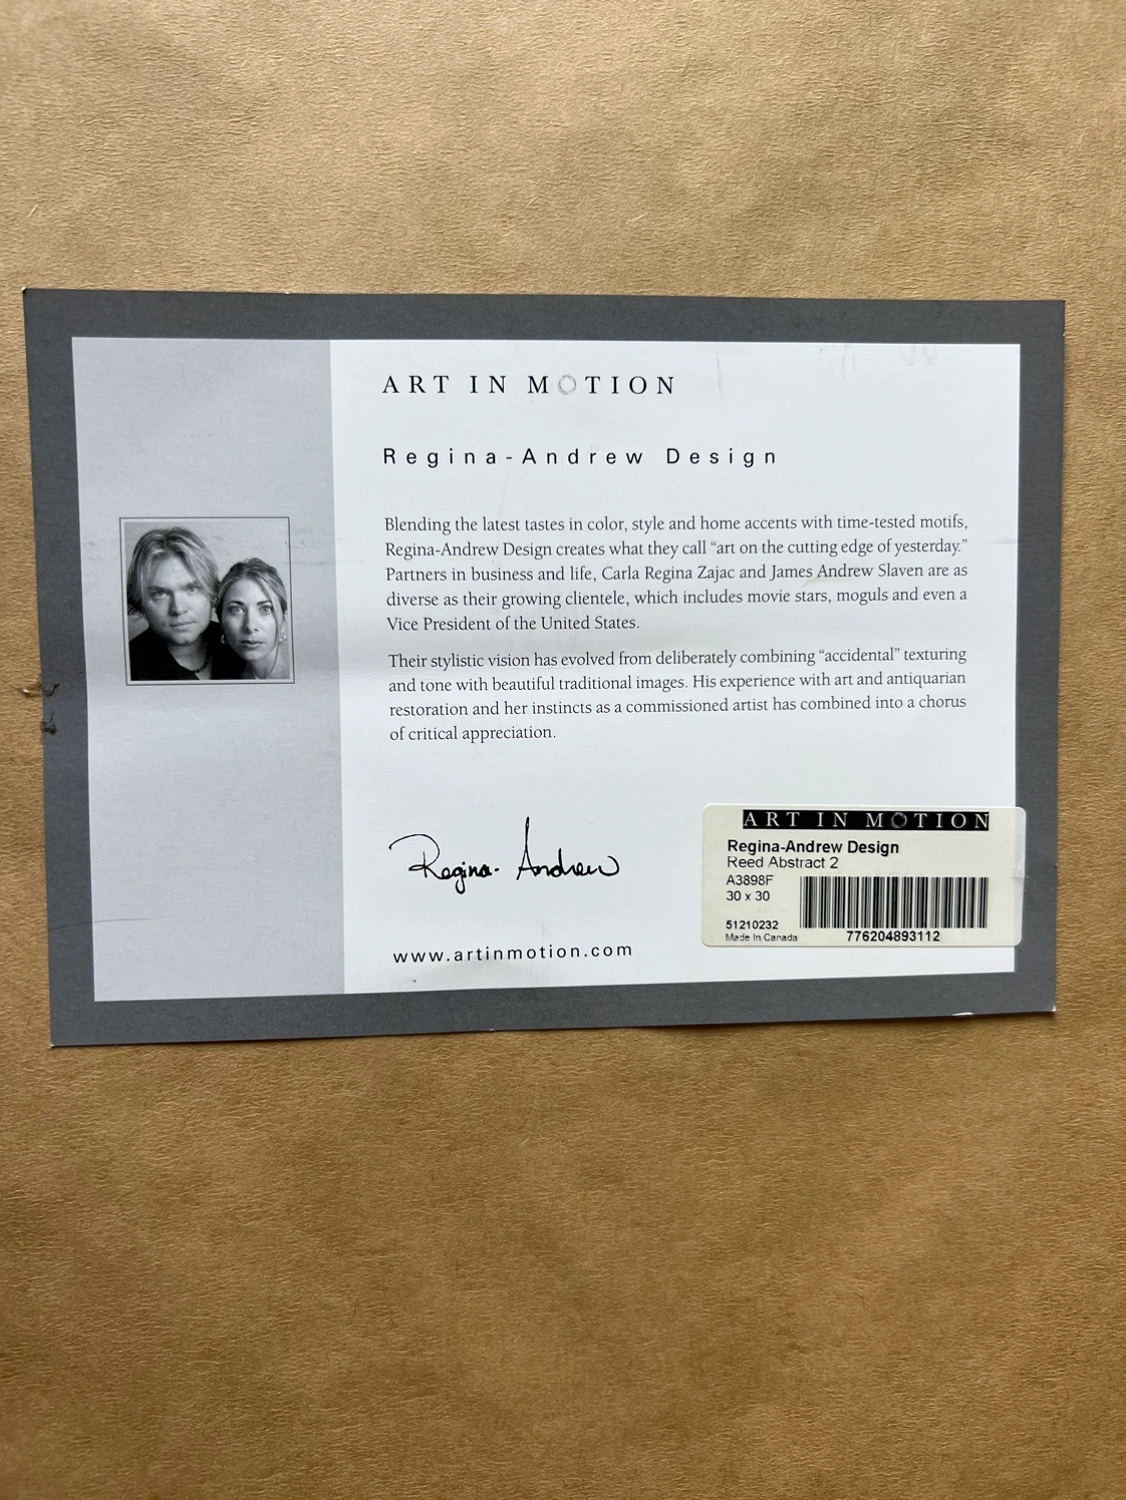 ART IN MOTION
Regina-Andrew Design
Blending the latest tastes in color, style and home accents with time-tested motifs,
Regina-Andrew Design creates what they call “art on the cutting edge of yesterday.”
Partners in business and life, Carla Regina Zajac and James Andrew Slaven are as
diverse as their growing clientele, which includes movie stars, moguls and even a
Vice President of the United States.
Their stylistic vision has evolved from deliberately combining “accidental” texturing
and tone with beautiful traditional images. His experience with art and antiquarian
restoration and her instincts as a commissioned artist has combined into a chorus
of critical appreciation.
Regina-Andrew
www.artinmotion.com
ART IN MOTION
Regina-Andrew Design
Reed Abstract 2
A3898F
30 x 30
51210232
Made In Canada
776204893112